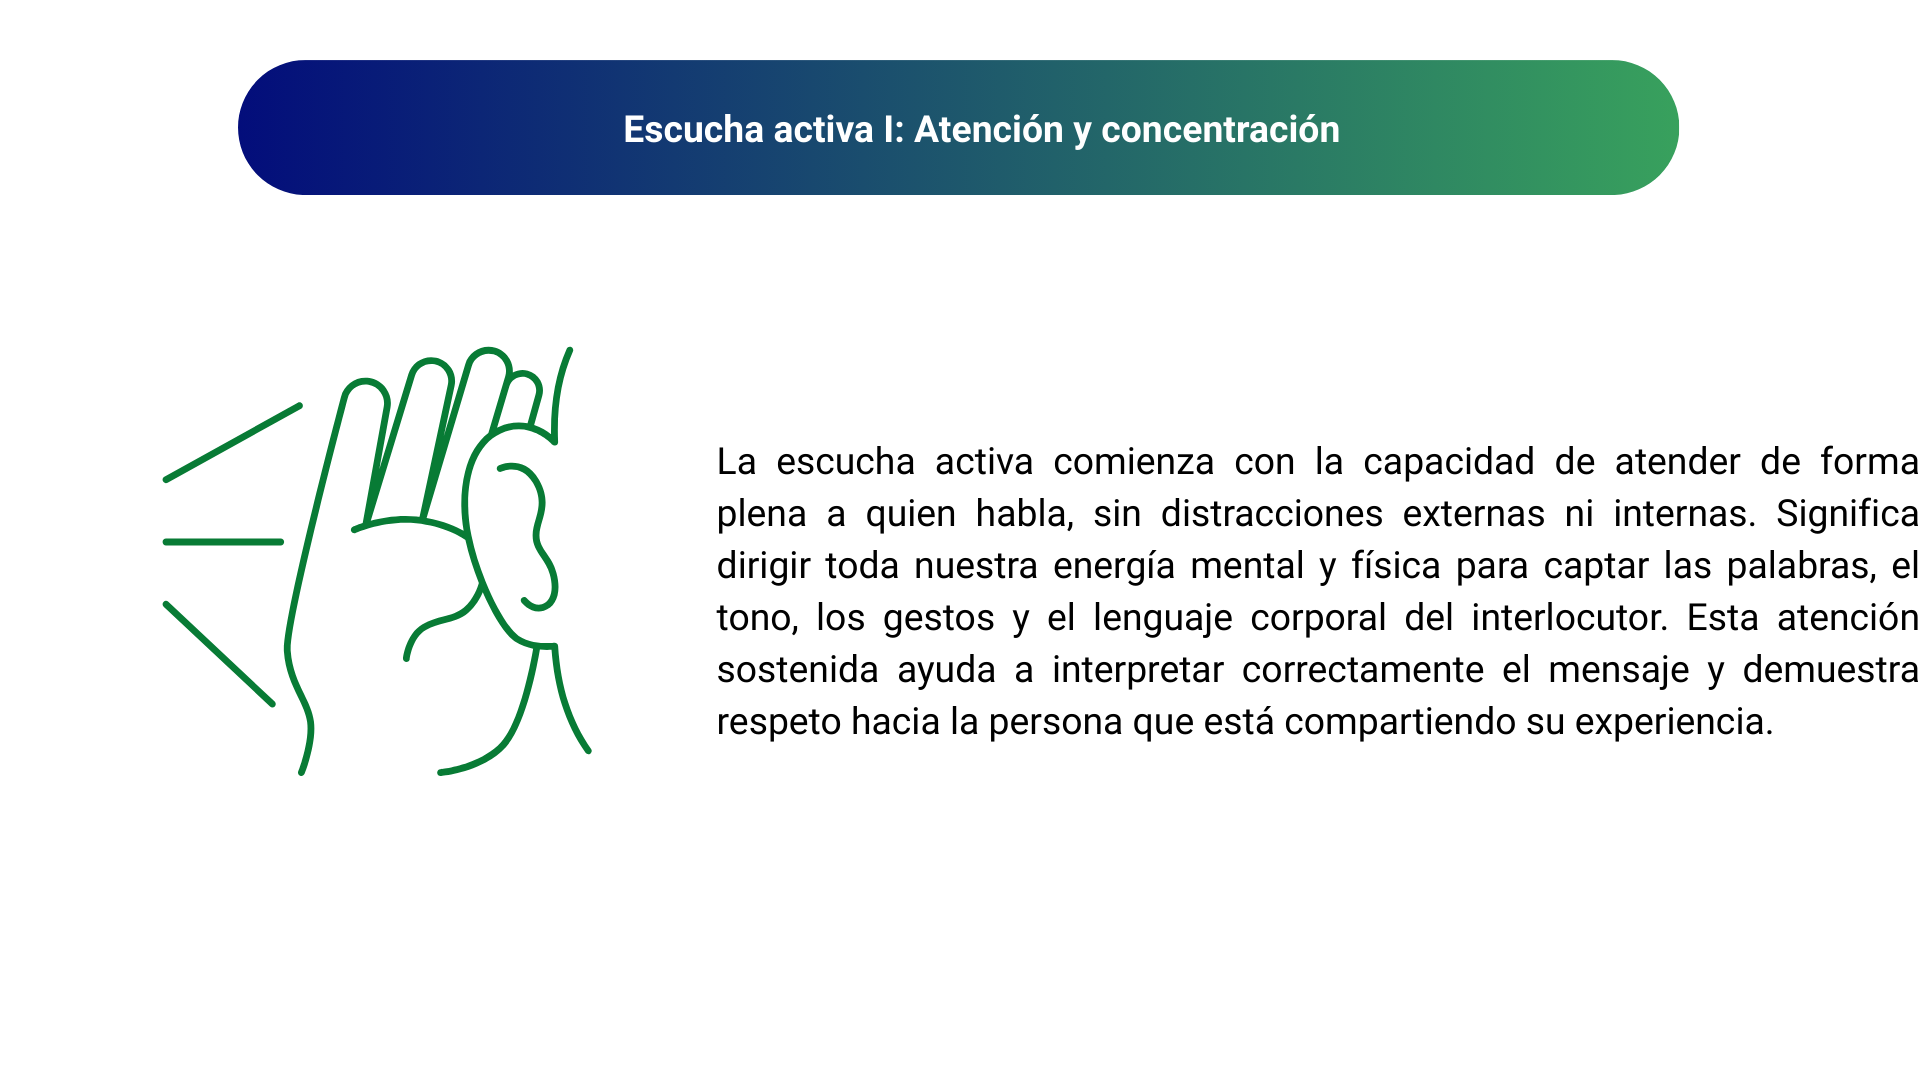 Escucha activa I: Atención y concentración
La escucha activa comienza con la capacidad de atender de forma
plena a quien habla, sin distracciones externas ni internas. Significa
dirigir toda nuestra energía mental y física para captar las palabras, el
tono, los gestos y el lenguaje corporal del interlocutor. Esta atención
sostenida ayuda a interpretar correctamente el mensaje y demuestra
respeto hacia la persona que está compartiendo su experiencia.